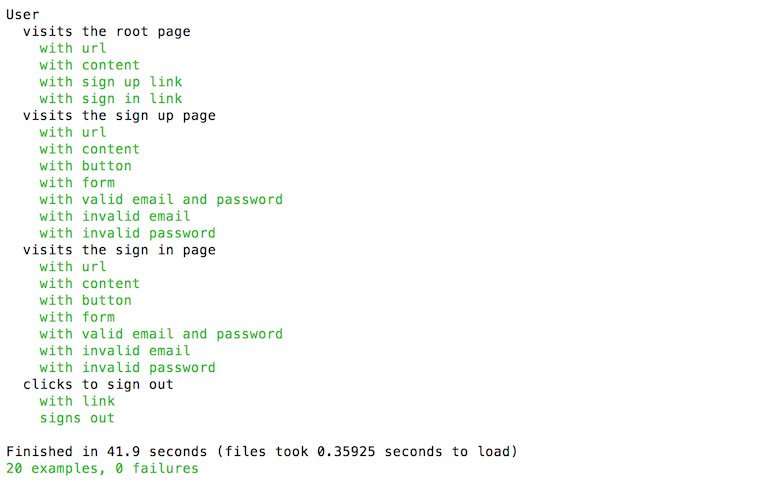 User
visits the root page
with url
with content
with sign up link
with sign in link
visits the sign up page
with url
with content
with button
with form
with valid email and password
with invalid email
with invalid password
visits the sign in page
with url
with content
with button
with form
with valid email and password
with invalid email
with invalid password
clicks to sign out
with link
signs out
Finished in 41.9 seconds (files took 0.35925 seconds to load)
20 examples, 0 failures